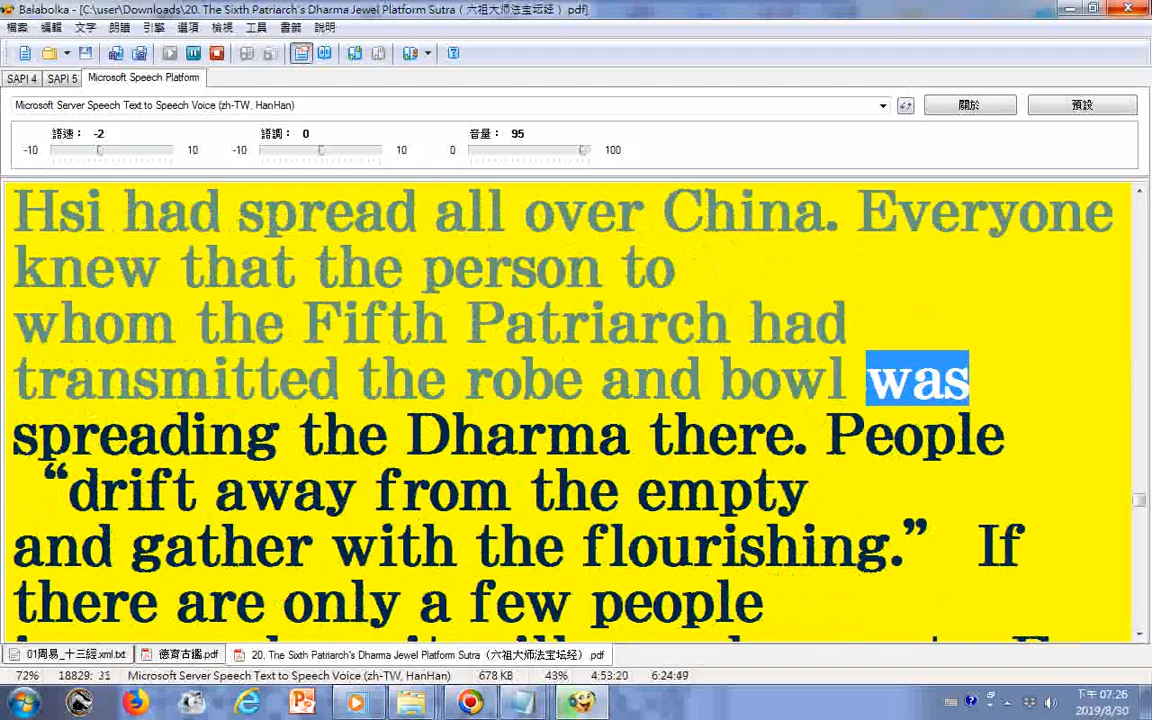 Balabolka - [C:\user\Downloads\20. The Sixth Patriarch's Dharma Jewel Platform Sutra（六祖大师法宝坛经）.pdf]
檔案 編輯 文字 朗讀 引擎 選項 檢視 工具 書籤 說明
SAPI 4 SAPI 5 Microsoft Speech Platform
Microsoft Server Speech Text to Speech Voice (zh-TW, HanHan) 關於 預設
語速： -2 語調： 0 音量： 95
-10 10 -10 10 0 100
Hsi had spread all over China. Everyone
knew that the person to
whom the Fifth Patriarch had
transmitted the robe and bowl was
spreading the Dharma there. People
“drift away from the empty
and gather with the flourishing.” If
there are only a few people
01周易_十三經.xml.txt 德育古鑑.pdf 20. The Sixth Patriarch's Dharma Jewel Platform Sutra（六祖大师法宝坛经）.pdf
72% 18829: 31 Microsoft Server Speech Text to Speech Voice (zh-TW, HanHan) 678 KB 43% 4:53:20 6:24:49
下午 07:26
2019/8/30